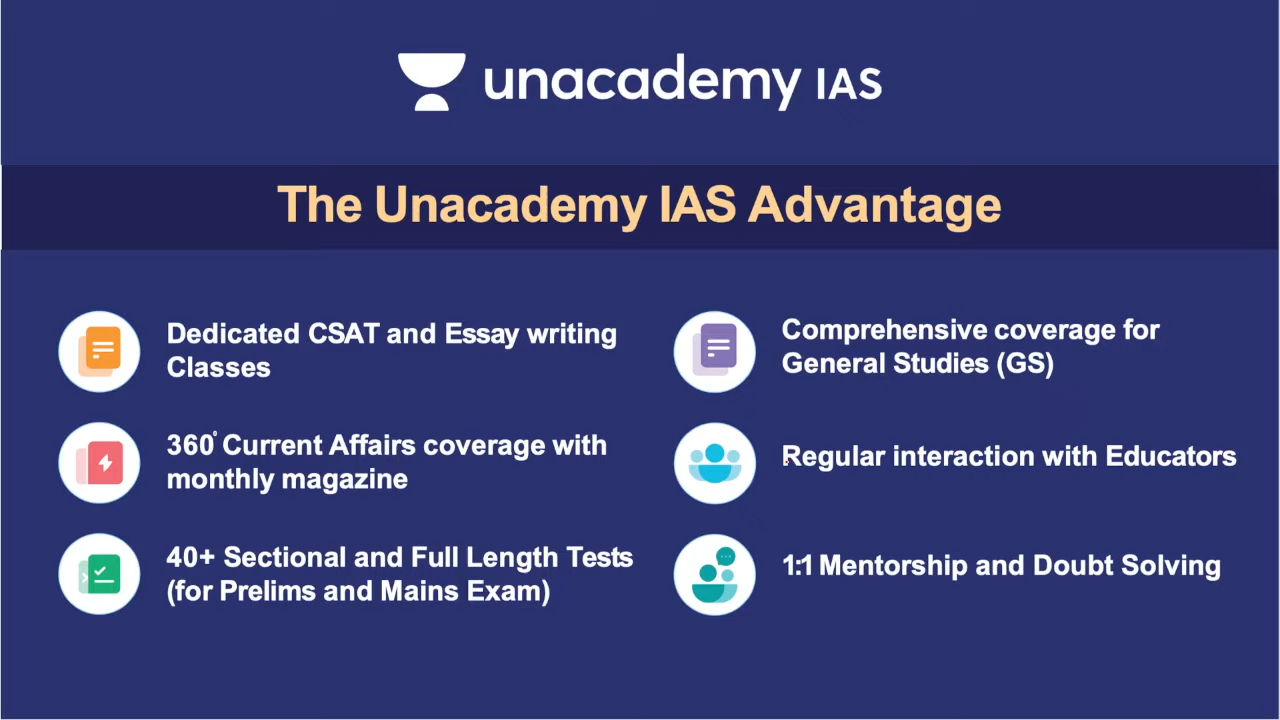 unacademy IAS
The Unacademy IAS Advantage
Dedicated CSAT and Essay writing
Classes
360° Current Affairs coverage with
monthly magazine
40+ Sectional and Full Length Tests
(for Prelims and Mains Exam)
Comprehensive coverage for
General Studies (GS)
Regular interaction with Educators
1:1 Mentorship and Doubt Solving